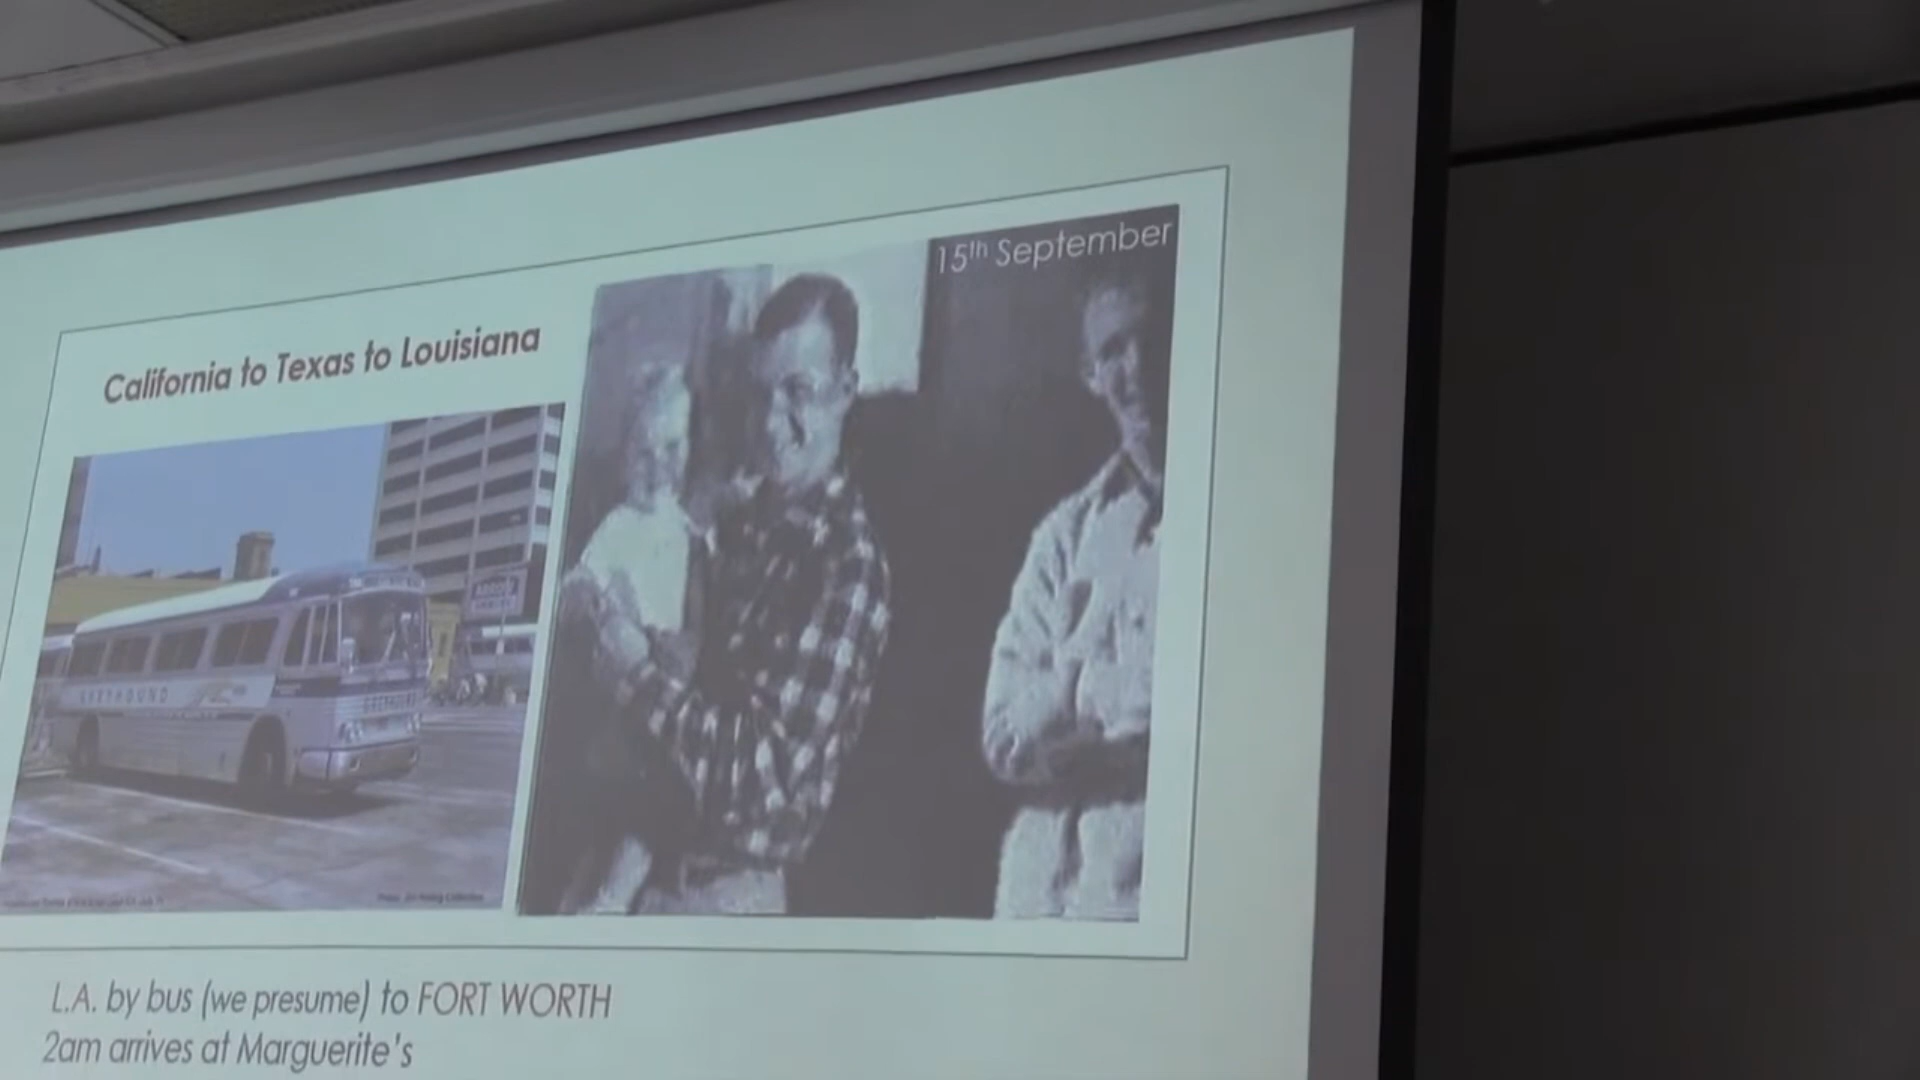 15th September
California to Texas to Louisiana
GREYHOUND
GREYHOUND
L.A. by bus (we presume) to FORT WORTH
2am arrives at Marguerite's